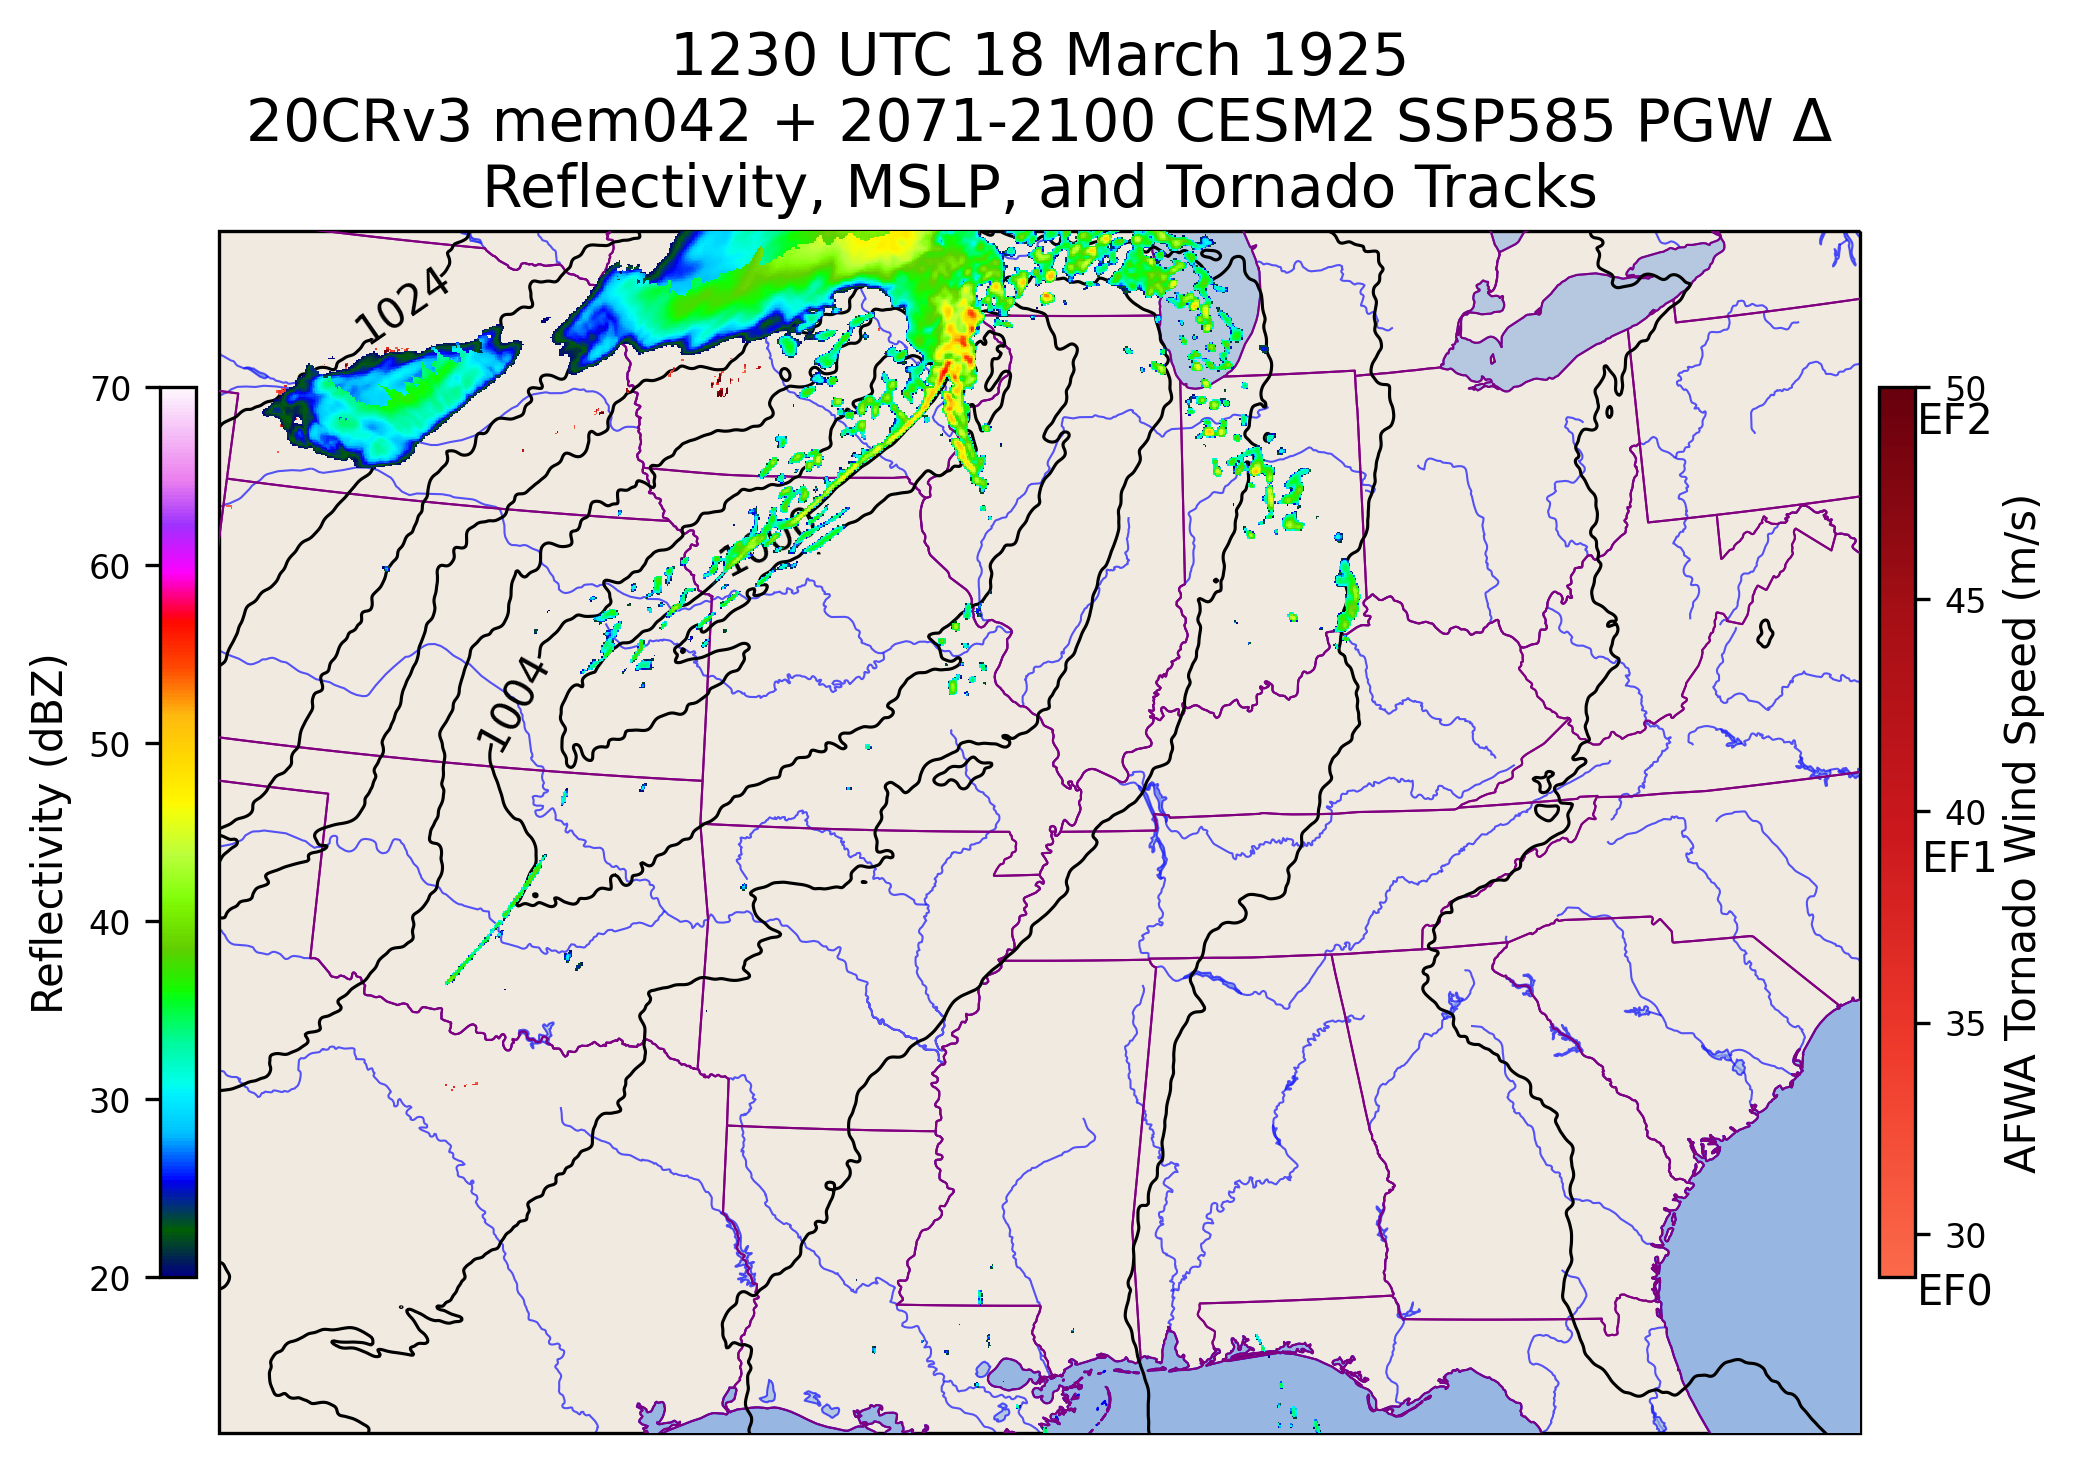 1230 UTC 18 March 1925
20CRv3 mem042 + 2071-2100 CESM2 SSP585 PGW Δ
Reflectivity, MSLP, and Tornado Tracks
1024
1004
70
60
50
40
30
20
Reflectivity (dBZ)
50
EF2
45
40
EF1
35
30
EF0
AFWA Tornado Wind Speed (m/s)